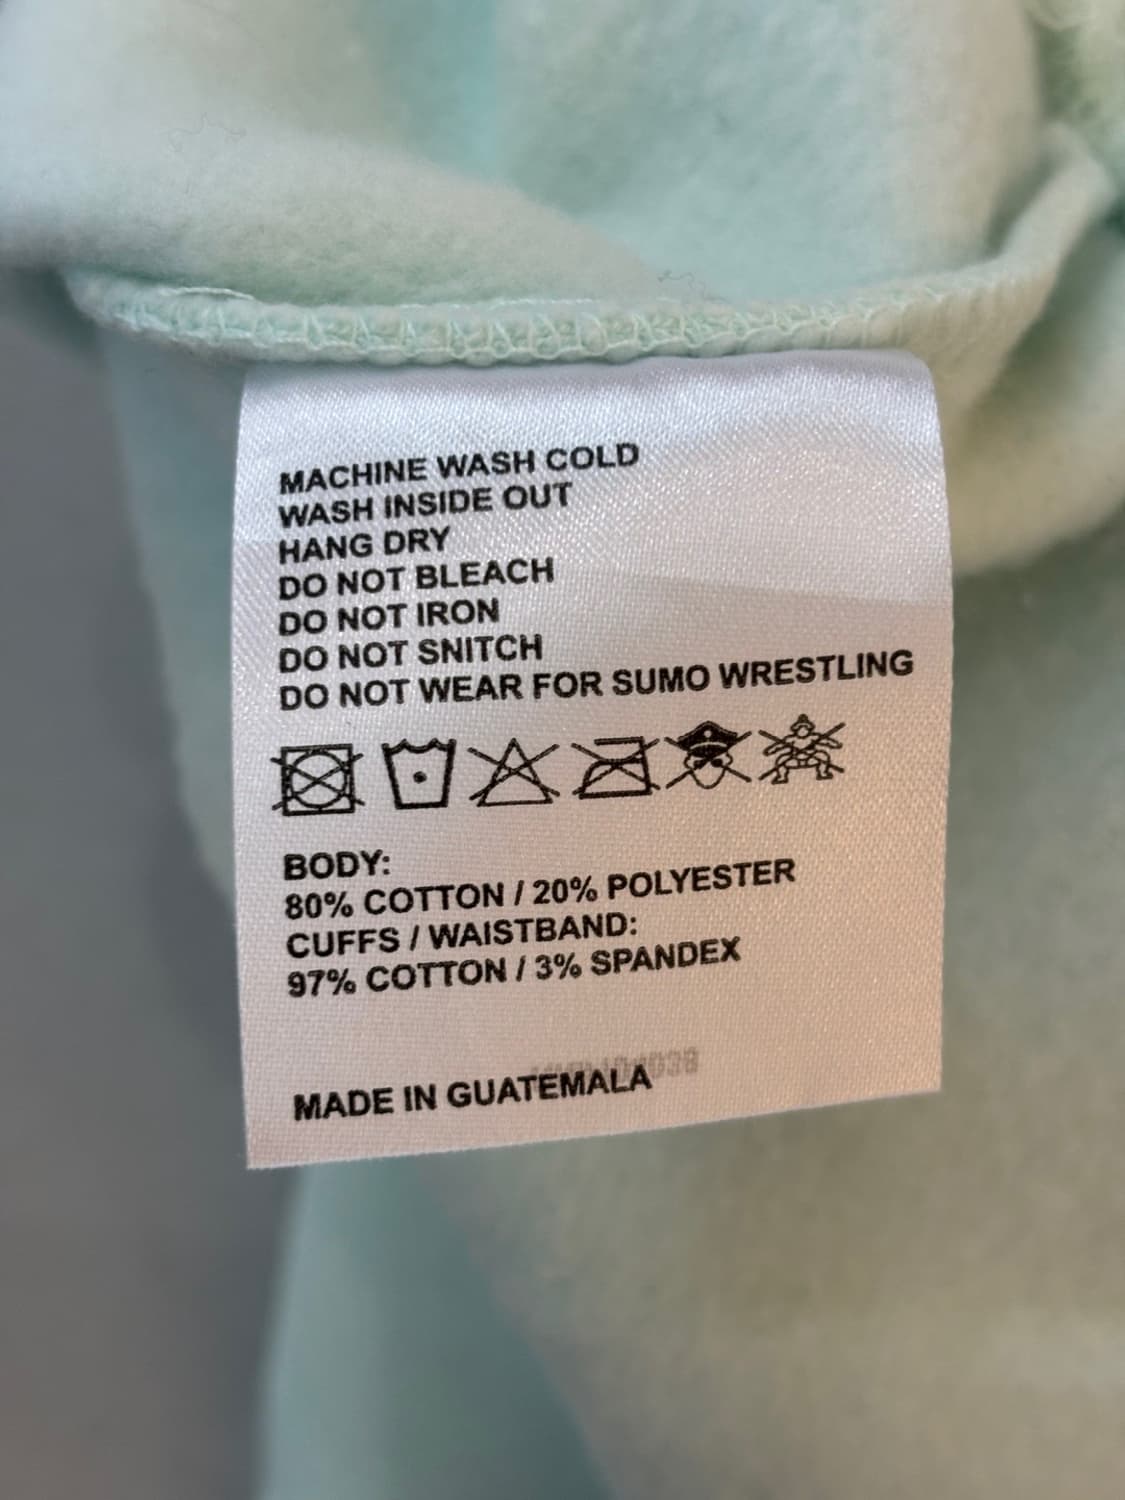 MACHINE WASH COLD
WASH INSIDE OUT
HANG DRY
DO NOT BLEACH
DO NOT IRON
DO NOT SNITCH
DO NOT WEAR FOR SUMO WRESTLING
BODY:
80% COTTON / 20% POLYESTER
CUFFS / WAISTBAND:
97% COTTON / 3% SPANDEX
MADE IN GUATEMALA